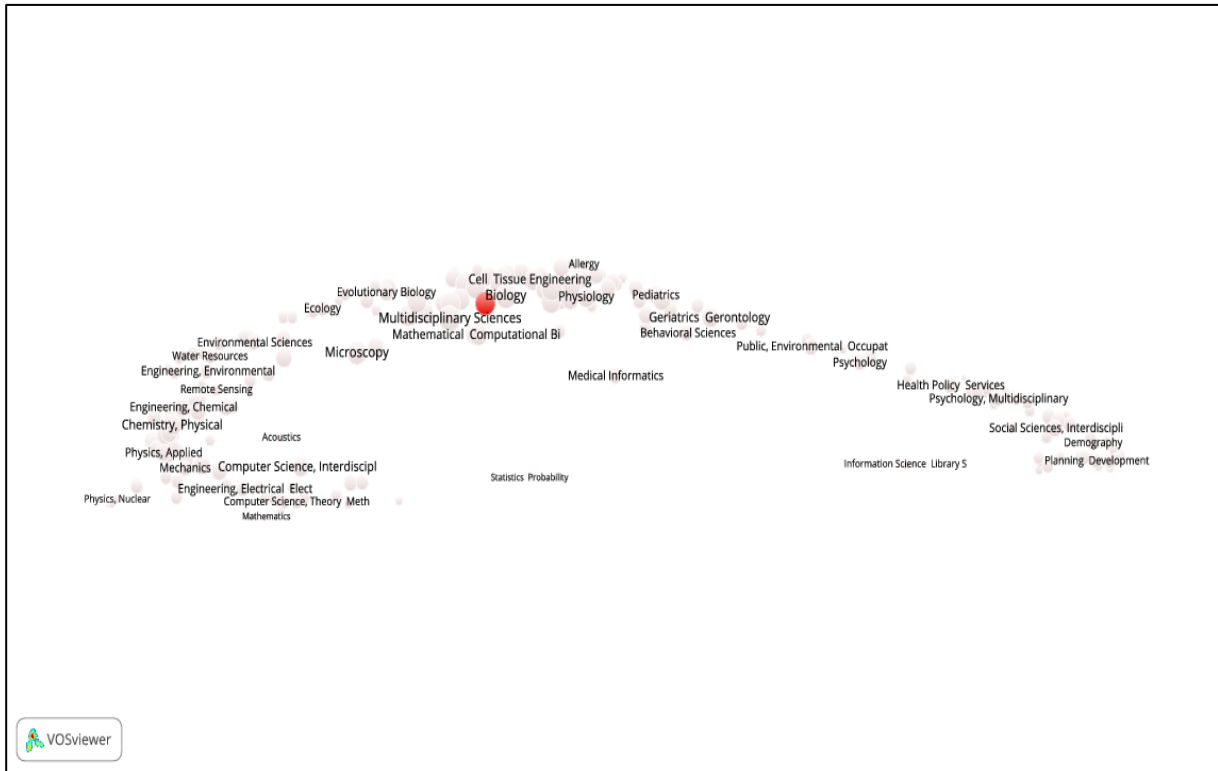 Allergy
Cell Tissue Engineering
Evolutionary Biology
Biology
Physiology
Pediatrics
Ecology
Multidisciplinary Sciences
Geriatrics Gerontology
Mathematical Computational Bi
Behavioral Sciences
Environmental Sciences
Public, Environmental Occupat
Microscopy
Water Resources
Psychology
Engineering, Environmental
Medical Informatics
Remote Sensing
Health Policy Services
Psychology, Multidisciplinary
Engineering, Chemical
Chemistry, Physical
Social Sciences, Interdiscipli
Acoustics
Demography
Physics, Applied
Planning Development
Information Science Library S
Mechanics
Computer Science, Interdiscipl
Statistics Probability
Engineering, Electrical Elect
Physics, Nuclear
Computer Science, Theory Meth
Mathematics
VOSviewer